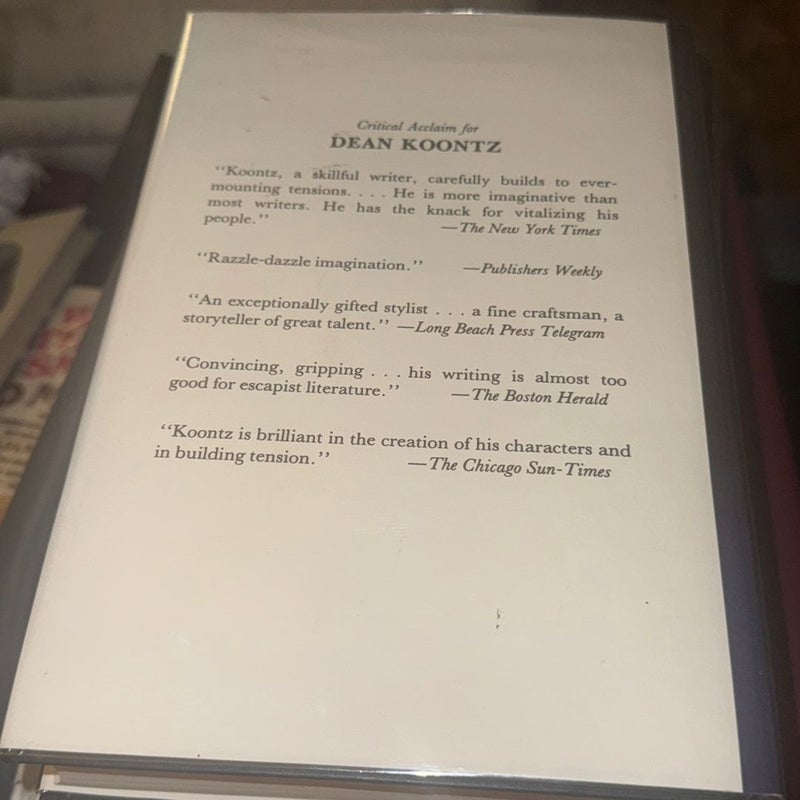 Critical Acclaim for
DEAN KOONTZ
“Koontz, a skillful writer, carefully builds to ever-
mounting tensions. . . . He is more imaginative than
most writers. He has the knack for vitalizing his
people.” —The New York Times
“Razzle-dazzle imagination.” —Publishers Weekly
“An exceptionally gifted stylist . . . a fine craftsman, a
storyteller of great talent.” —Long Beach Press Telegram
“Convincing, gripping . . . his writing is almost too
good for escapist literature.” —The Boston Herald
“Koontz is brilliant in the creation of his characters and
in building tension.” —The Chicago Sun-Times